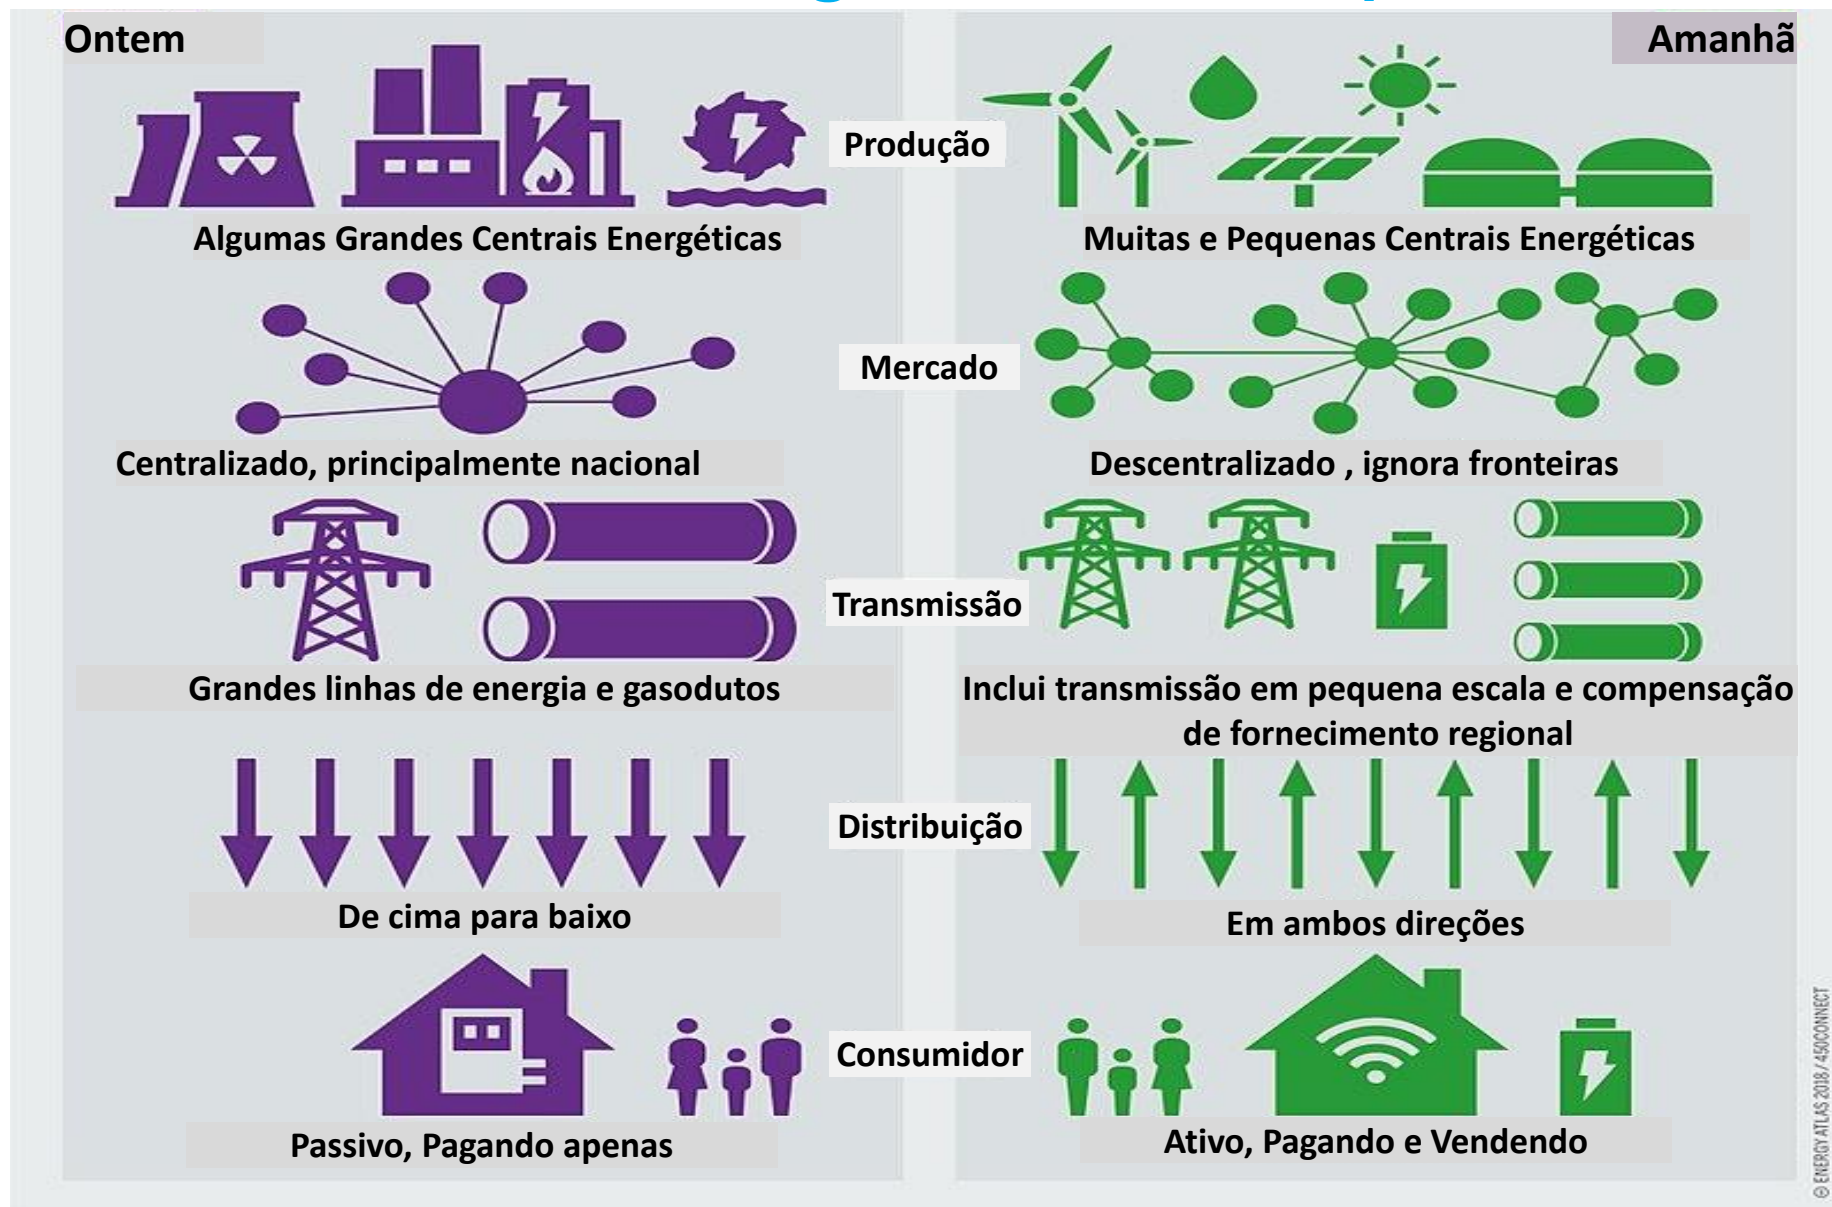 Ontem
Amanhã
Produção
Algumas Grandes Centrais Energéticas
Muitas e Pequenas Centrais Energéticas
Mercado
Centralizado, principalmente nacional
Descentralizado , ignora fronteiras
Transmissão
Grandes linhas de energia e gasodutos
Inclui transmissão em pequena escala e compensação
de fornecimento regional
Distribuição
De cima para baixo
Em ambos direções
Consumidor
Passivo, Pagando apenas
Ativo, Pagando e Vendendo
ENERGY ATLAS 2018 / 450CONNECT